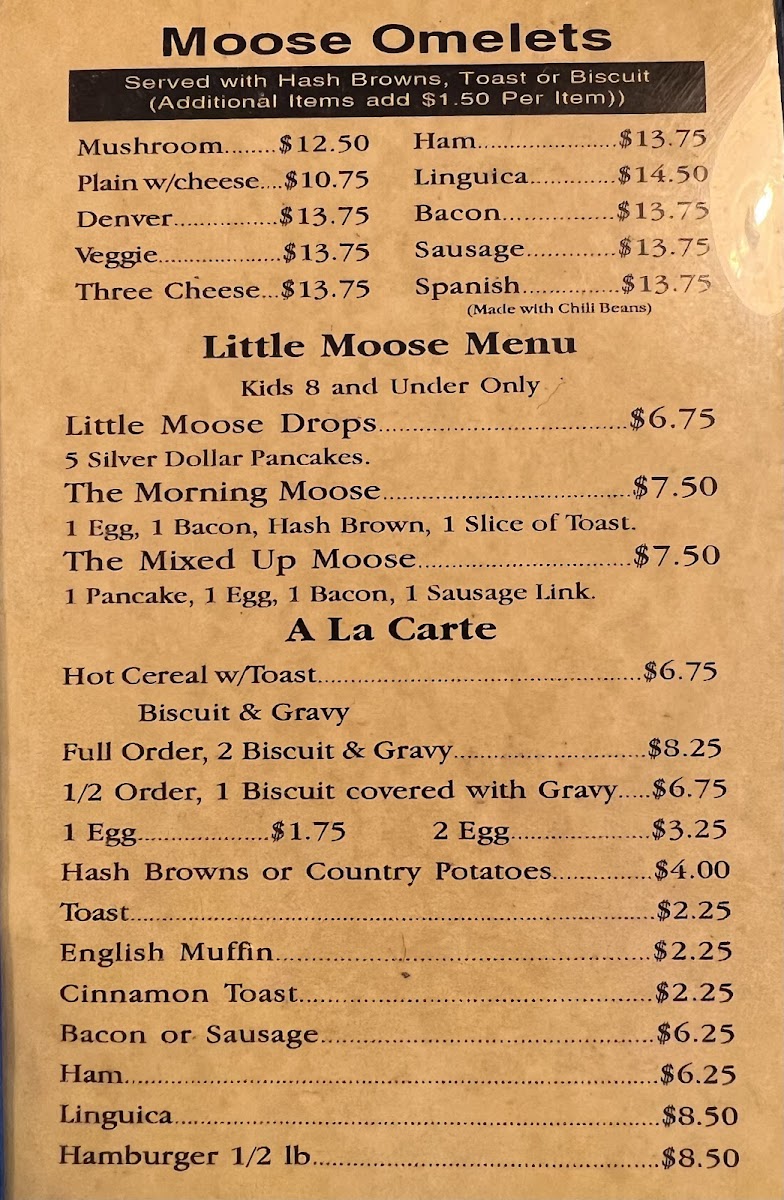 Moose Omelets
Served with Hash Browns, Toast or Biscuit
(Additional Items add $1.50 Per Item))
Mushroom........$12.50
Plain w/cheese....$10.75
Denver................$13.75
Veggie.....................$13.75
Three Cheese...$13.75
Ham.......................$13.75
Linguica..............$14.50
Bacon..................$13.75
Sausage...............$13.75
Spanish................$13.75
(Made with Chili Beans)
Little Moose Menu
Kids 8 and Under Only
Little Moose Drops...................................$6.75
5 Silver Dollar Pancakes.
The Morning Moose...................................$7.50
1 Egg, 1 Bacon, Hash Brown, 1 Slice of Toast.
The Mixed Up Moose..............................$7.50
1 Pancake, 1 Egg, 1 Bacon, 1 Sausage Link.
A La Carte
Hot Cereal w/Toast..............................................$6.75
Biscuit & Gravy
Full Order, 2 Biscuit & Gravy............................$8.25
1/2 Order, 1 Biscuit covered with Gravy.....$6.75
1 Egg....................$1.75 2 Egg.....................$3.25
Hash Browns or Country Potatoes...............$4.00
Toast...........................................................................$2.25
English Muffin......................................................$2.25
Cinnamon Toast...................................................$2.25
Bacon or Sausage................................................$6.25
Ham.............................................................................$6.25
Linguica.....................................................................$8.50
Hamburger 1/2 lb..................................................$8.50